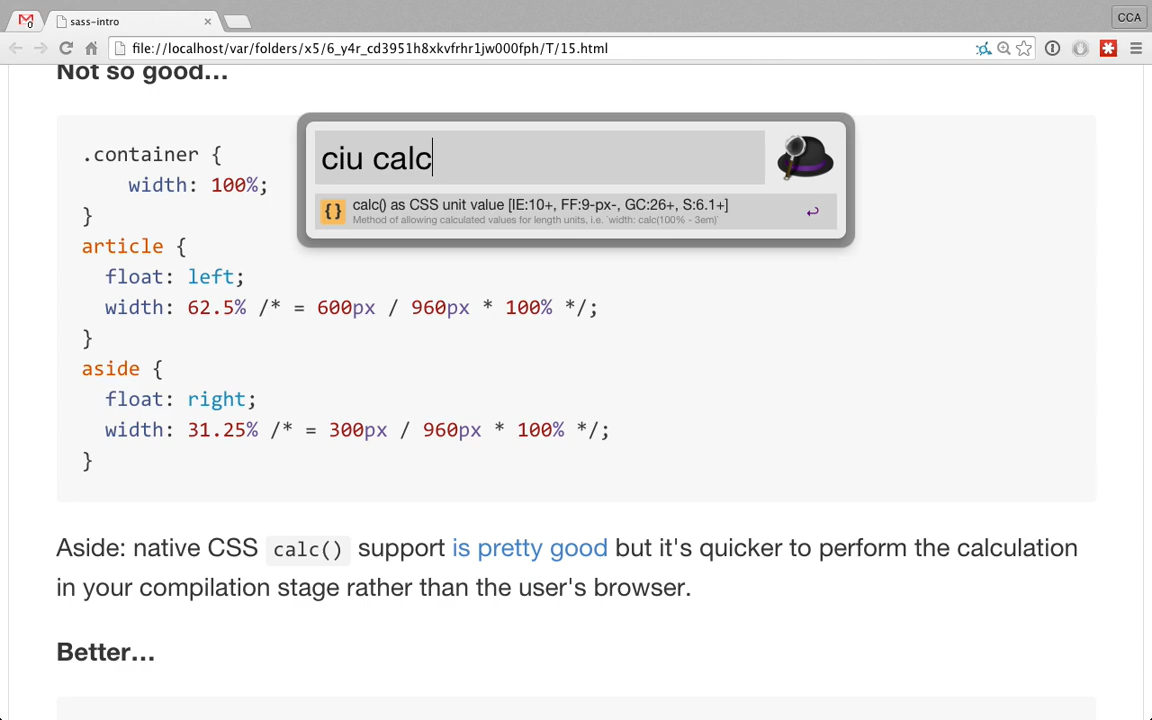 0
sass-intro
CCA
file://localhost/var/folders/x5/6_y4r_cd3951h8xkvfrhr1jw000fph/T/15.html
Not so good...
ciu calc
{} calc() as CSS unit value [IE:10+, FF:9-px-, GC:26+, S:6.1+]
Method of allowing calculated values for length units, i.e. `width: calc(100% - 3em)`
.container {
width: 100%;
}
article {
float: left;
width: 62.5% /* = 600px / 960px * 100% */;
}
aside {
float: right;
width: 31.25% /* = 300px / 960px * 100% */;
}
Aside: native CSS calc() support is pretty good but it's quicker to perform the calculation
in your compilation stage rather than the user's browser.
Better...